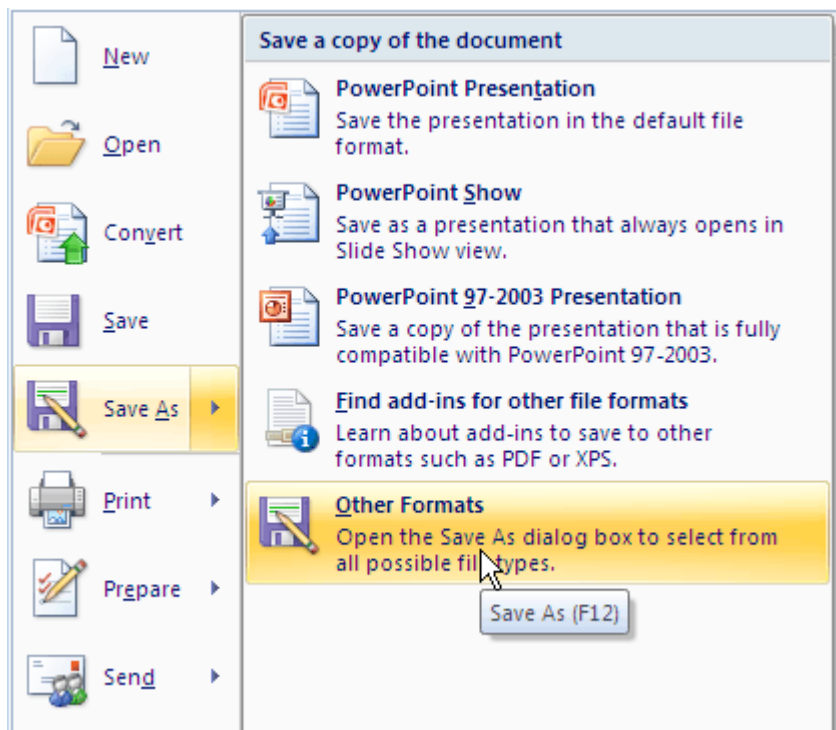 New
Open
Convert
Save
Save As
Print
Prepare
Send
Save a copy of the document
PowerPoint Presentation
Save the presentation in the default file
format.
PowerPoint Show
Save as a presentation that always opens in
Slide Show view.
PowerPoint 97-2003 Presentation
Save a copy of the presentation that is fully
compatible with PowerPoint 97-2003.
Find add-ins for other file formats
Learn about add-ins to save to other
formats such as PDF or XPS.
Other Formats
Open the Save As dialog box to select from
all possible file types.
Save As (F12)